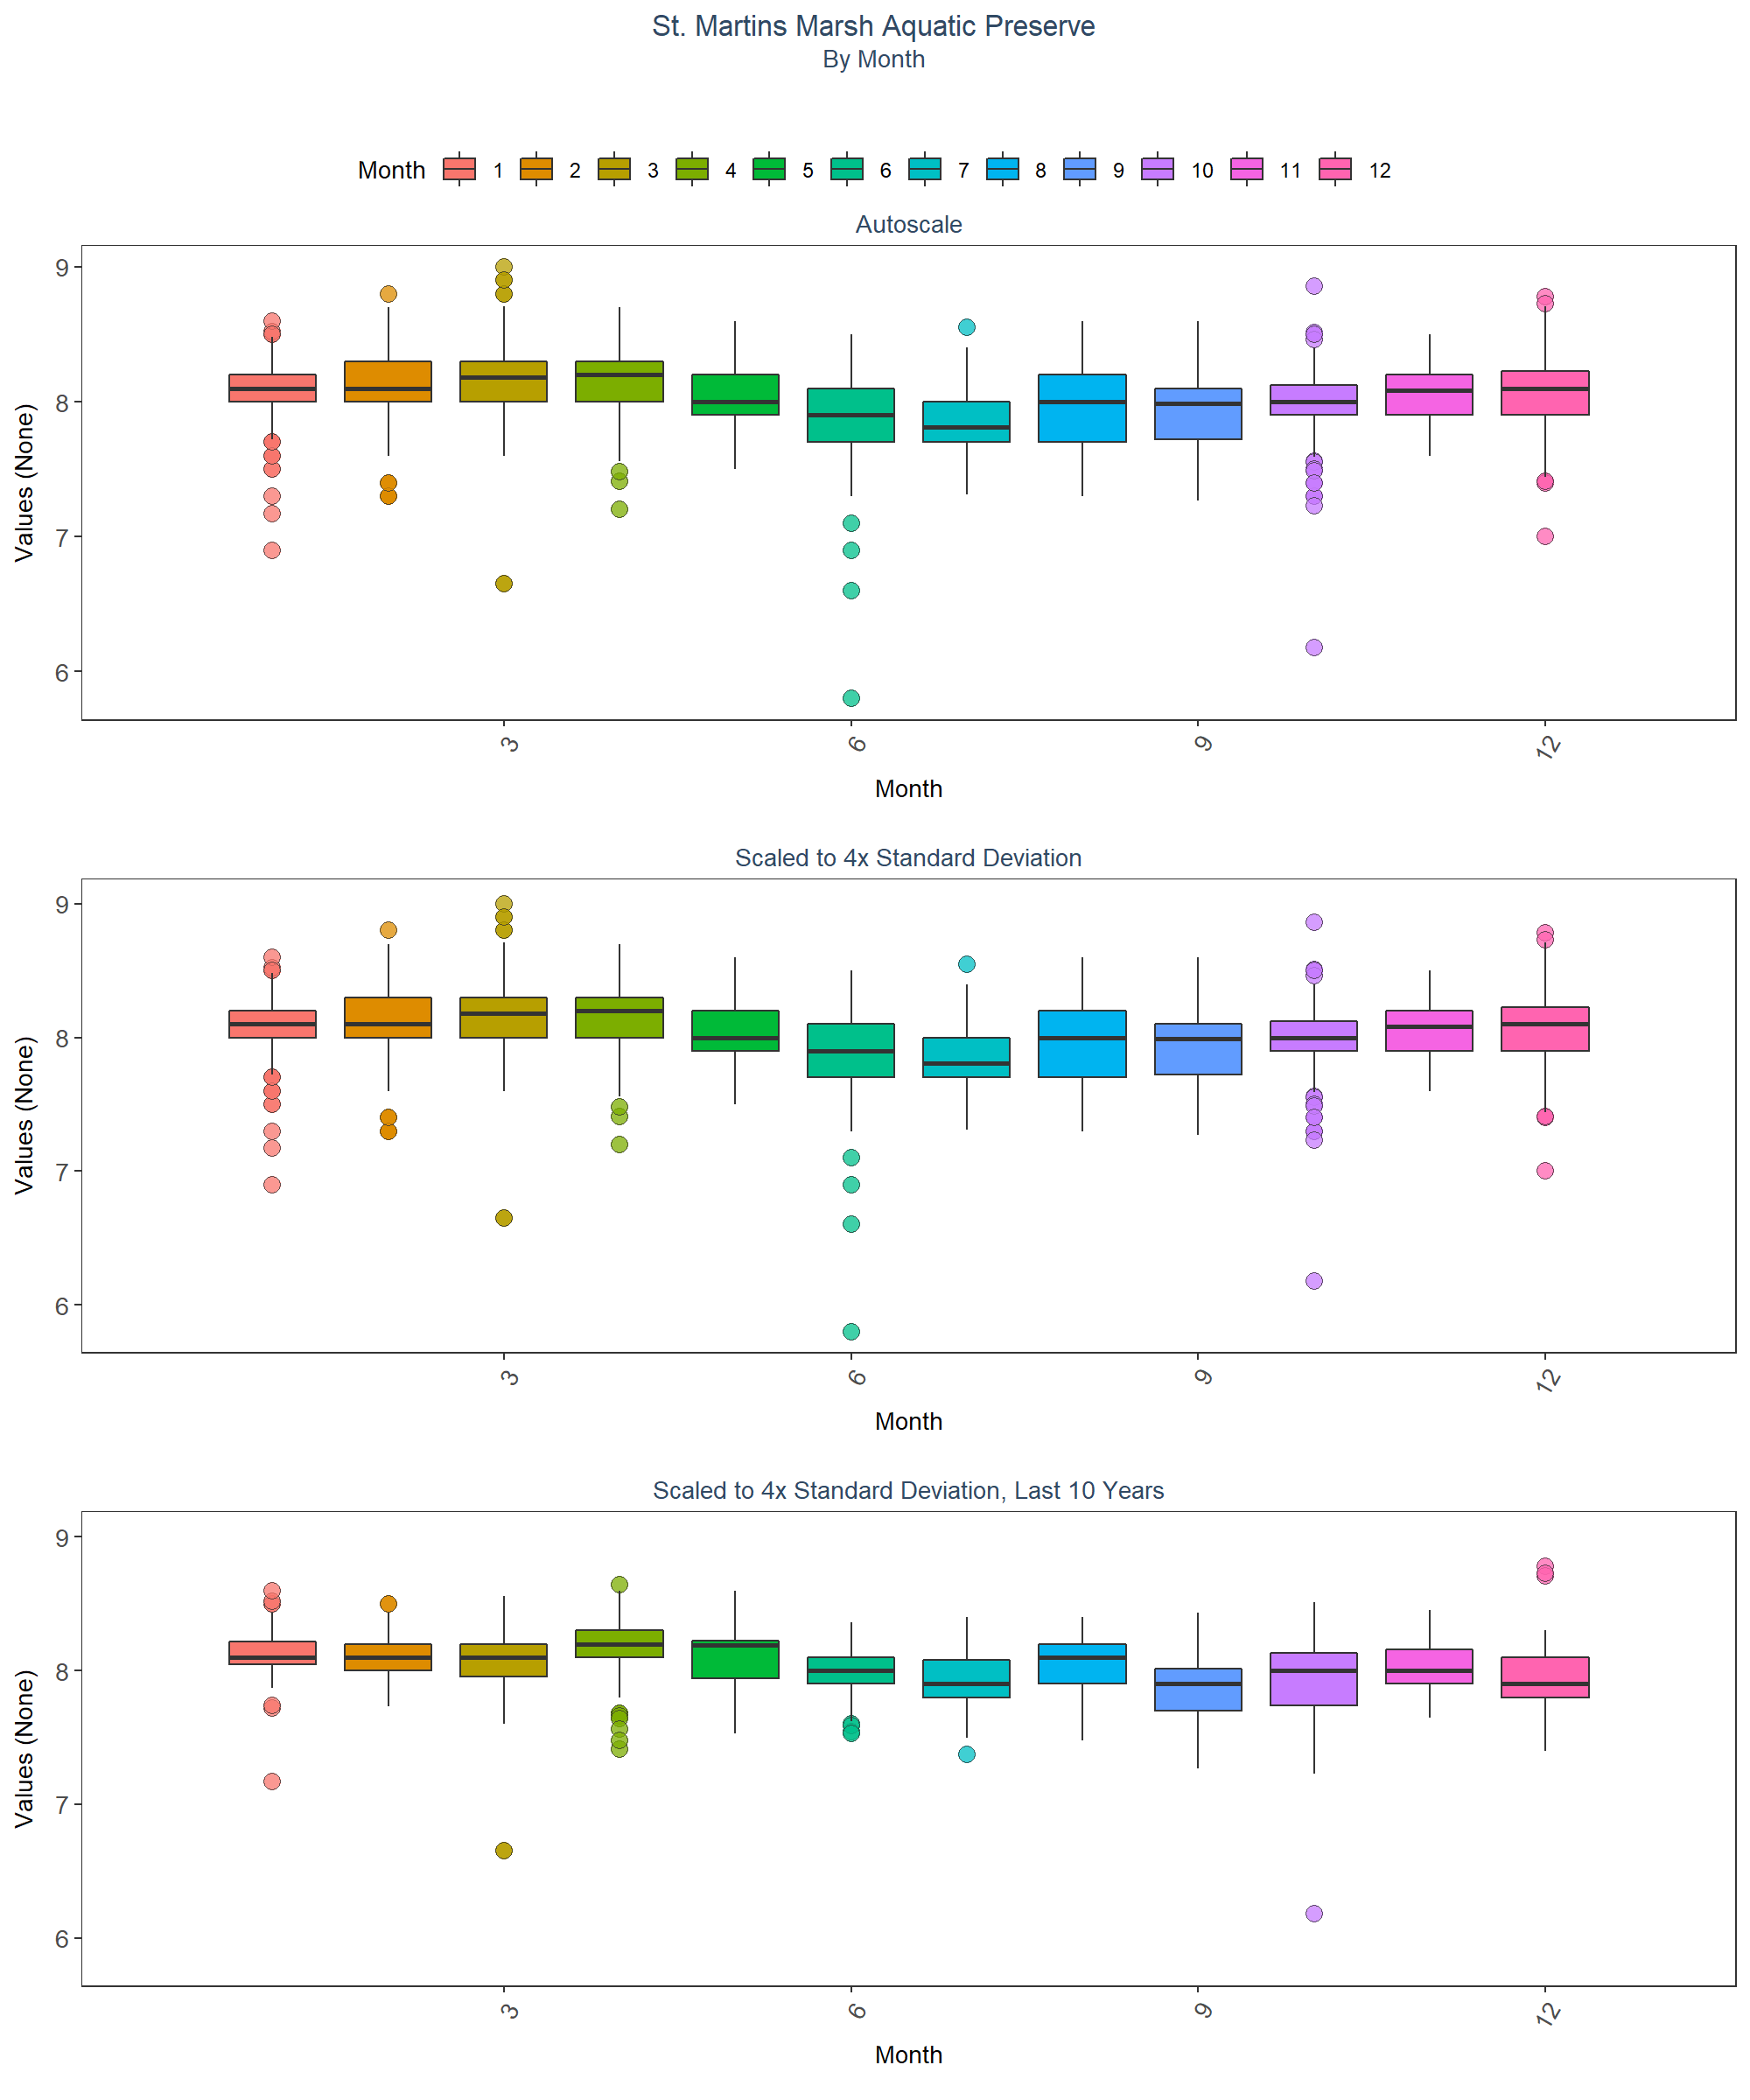 St. Martins Marsh Aquatic Preserve
By Month
Month 1 2 3 4 5 6 7 8 9 10 11 12
Autoscale
Values (None)
9
8
7
6
3 6 9 12
Month
Scaled to 4x Standard Deviation
Values (None)
9
8
7
6
3 6 9 12
Month
Scaled to 4x Standard Deviation, Last 10 Years
Values (None)
9
8
7
6
3 6 9 12
Month